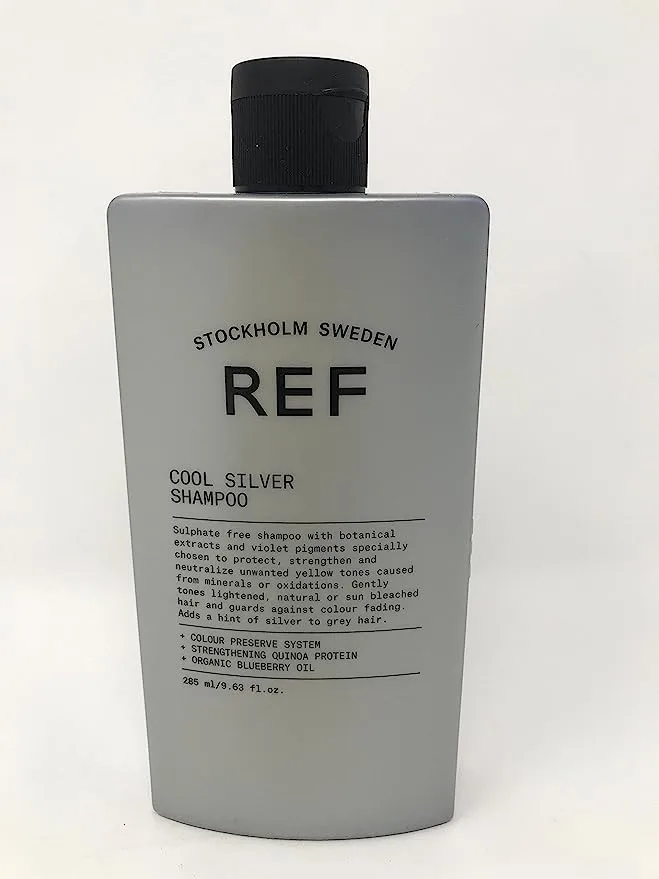 STOCKHOLM SWEDEN
REF
COOL SILVER
SHAMPOO
Sulphate free shampoo with botanical
extracts and violet pigments specially
chosen to protect, strengthen and
neutralize unwanted yellow tones caused
from minerals or oxidations. Gently
tones lightened, natural or sun bleached
hair and guards against colour fading.
Adds a hint of silver to grey hair.
+ COLOUR PRESERVE SYSTEM
+ STRENGTHENING QUINOA PROTEIN
+ ORGANIC BLUEBERRY OIL
285 ml/9.63 fl.oz.